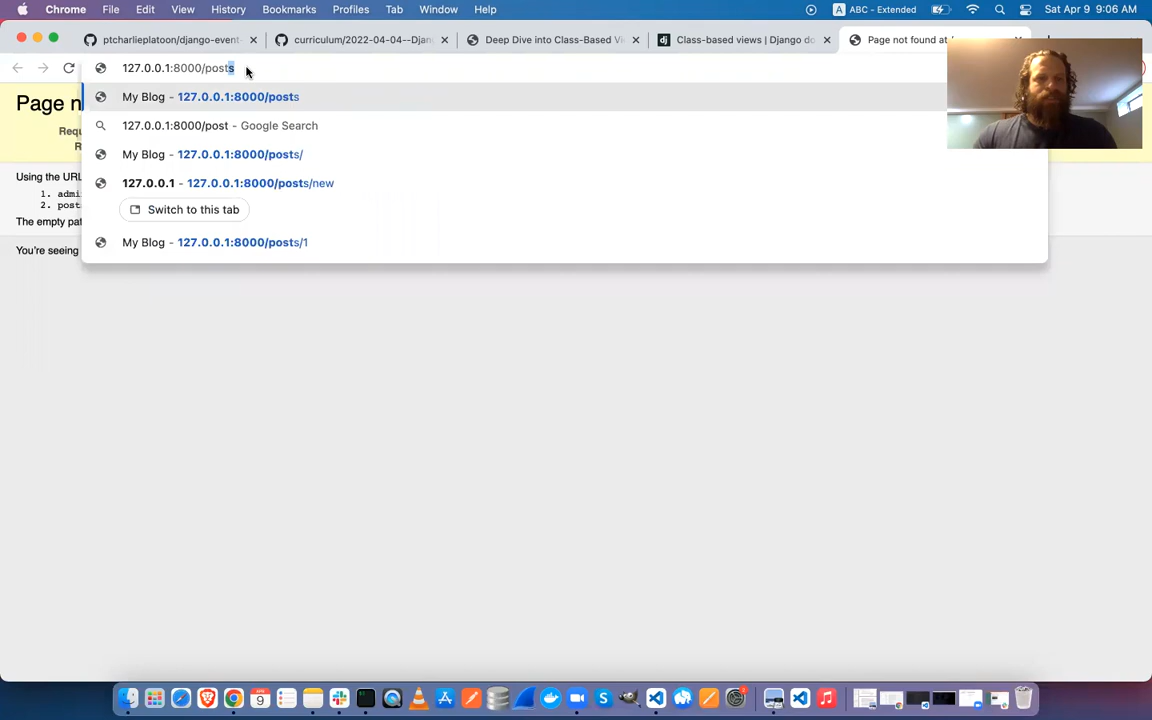 Chrome File Edit View History Bookmarks Profiles Tab Window Help A ABC - Extended Sat Apr 9 9:06 AM
ptcharlieplatoon/django-event- curriculum/2022-04-04--Djan Deep Dive into Class-Based Vi Class-based views | Django do Page not found at /
127.0.0.1:8000/posts
Page n
My Blog - 127.0.0.1:8000/posts
Requ
127.0.0.1:8000/post - Google Search
R
My Blog - 127.0.0.1:8000/posts/
Using the URL
127.0.0.1 - 127.0.0.1:8000/posts/new
1. admi
2. post
Switch to this tab
The empty pat
My Blog - 127.0.0.1:8000/posts/1
You're seeing